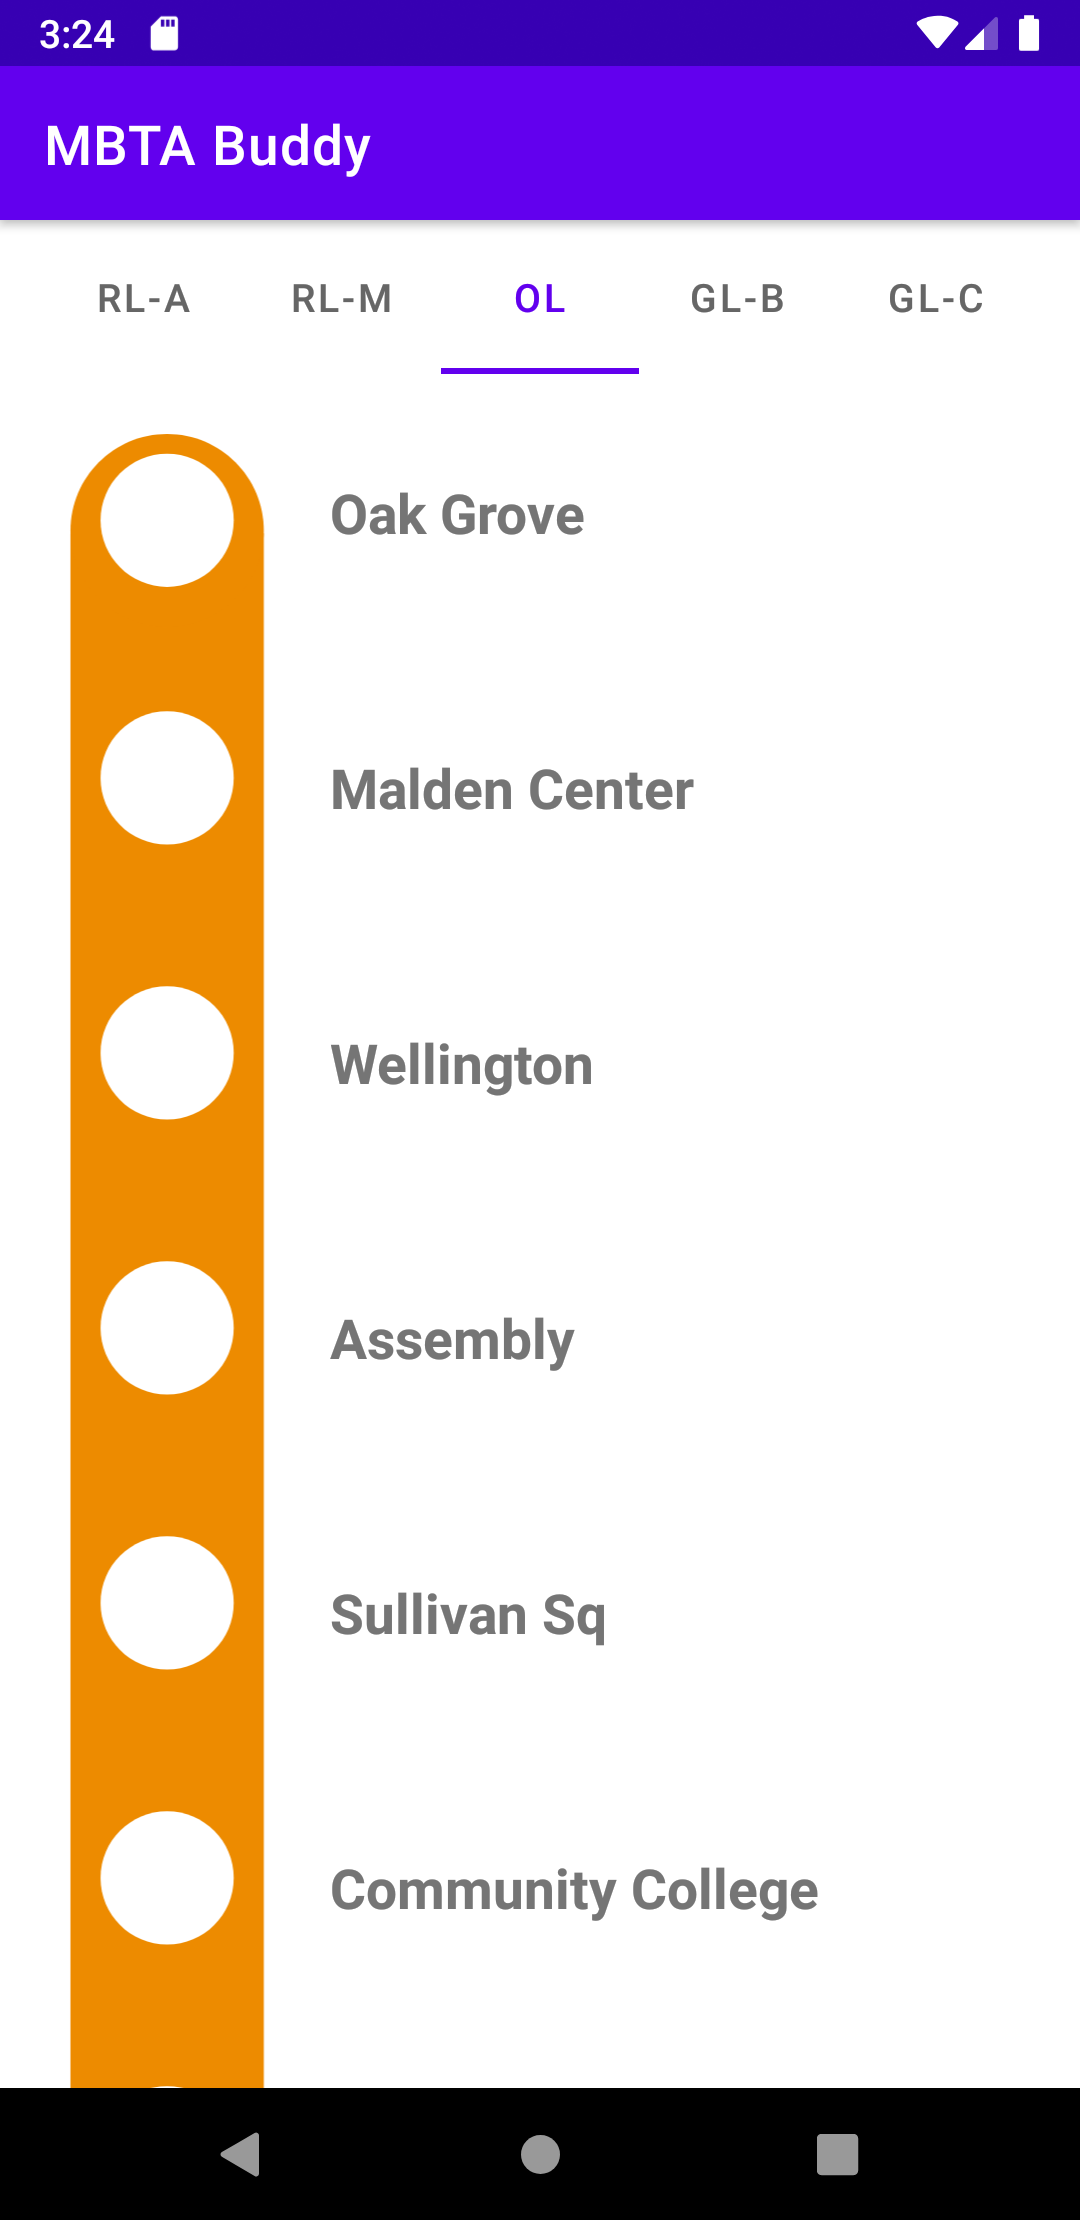 3:24
MBTA Buddy
RL-A RL-M OL GL-B GL-C
Oak Grove
Malden Center
Wellington
Assembly
Sullivan Sq
Community College